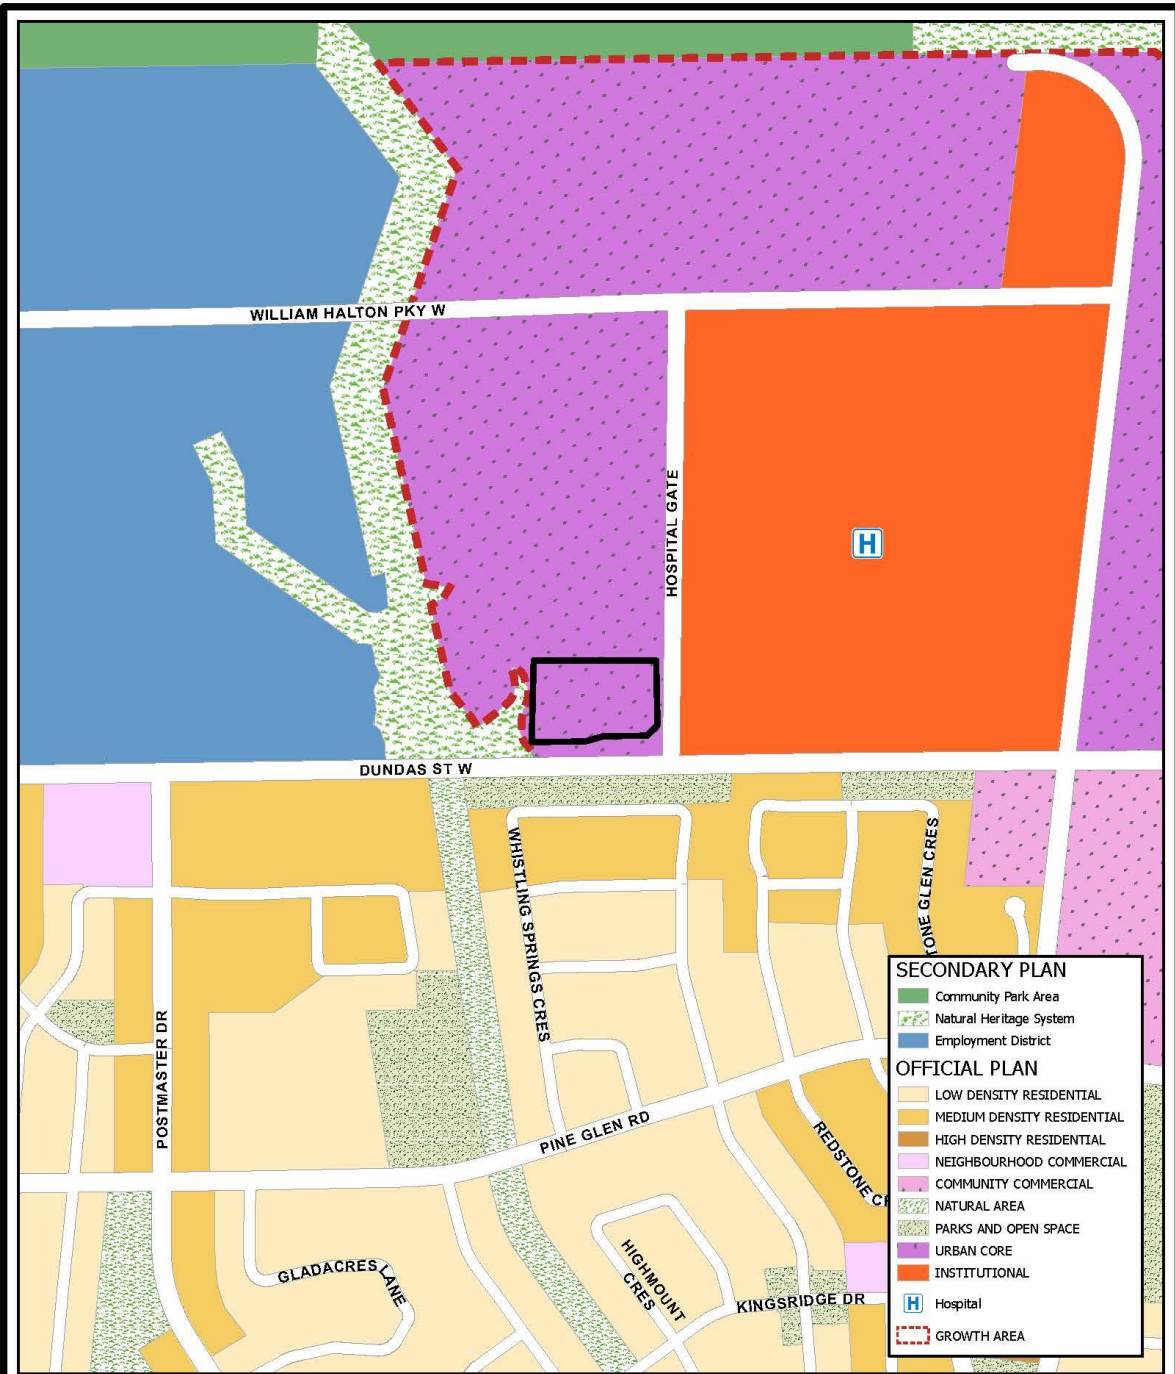 WILLIAM HALTON PKY W
HOSPITAL GATE
H
DUNDAS ST W
WHISTLING SPRINGS CRES
TONE GLEN CRES
POSTMASTER DR
PINE GLEN RD
REDSTONE CR
GLADACRES LANE
HIGHMOUNT
CRES
KINGSRIDGE DR
SECONDARY PLAN
Community Park Area
Natural Heritage System
Employment District
OFFICIAL PLAN
LOW DENSITY RESIDENTIAL
MEDIUM DENSITY RESIDENTIAL
HIGH DENSITY RESIDENTIAL
NEIGHBOURHOOD COMMERCIAL
COMMUNITY COMMERCIAL
NATURAL AREA
PARKS AND OPEN SPACE
URBAN CORE
INSTITUTIONAL
H Hospital
GROWTH AREA